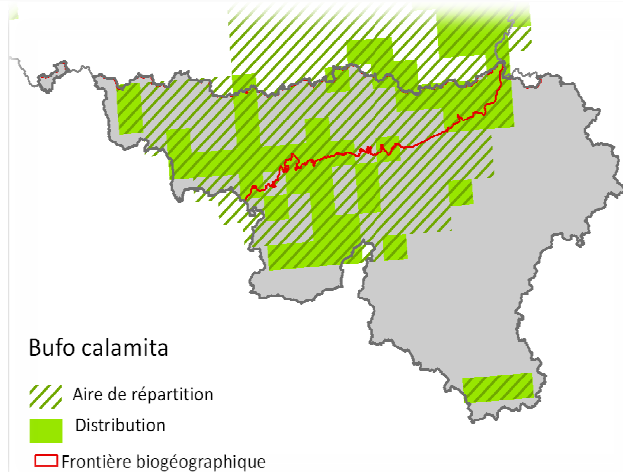 Bufo calamita
Aire de répartition
Distribution
Frontière biogéographique